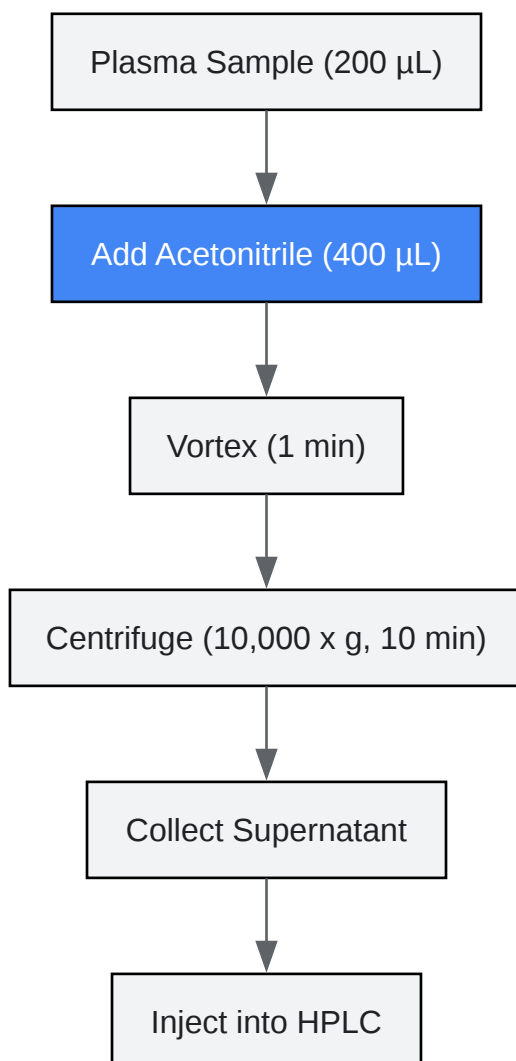 Plasma Sample (200 µL)
Add Acetonitrile (400 µL)
Vortex (1 min)
Centrifuge (10,000 x g, 10 min)
Collect Supernatant
Inject into HPLC